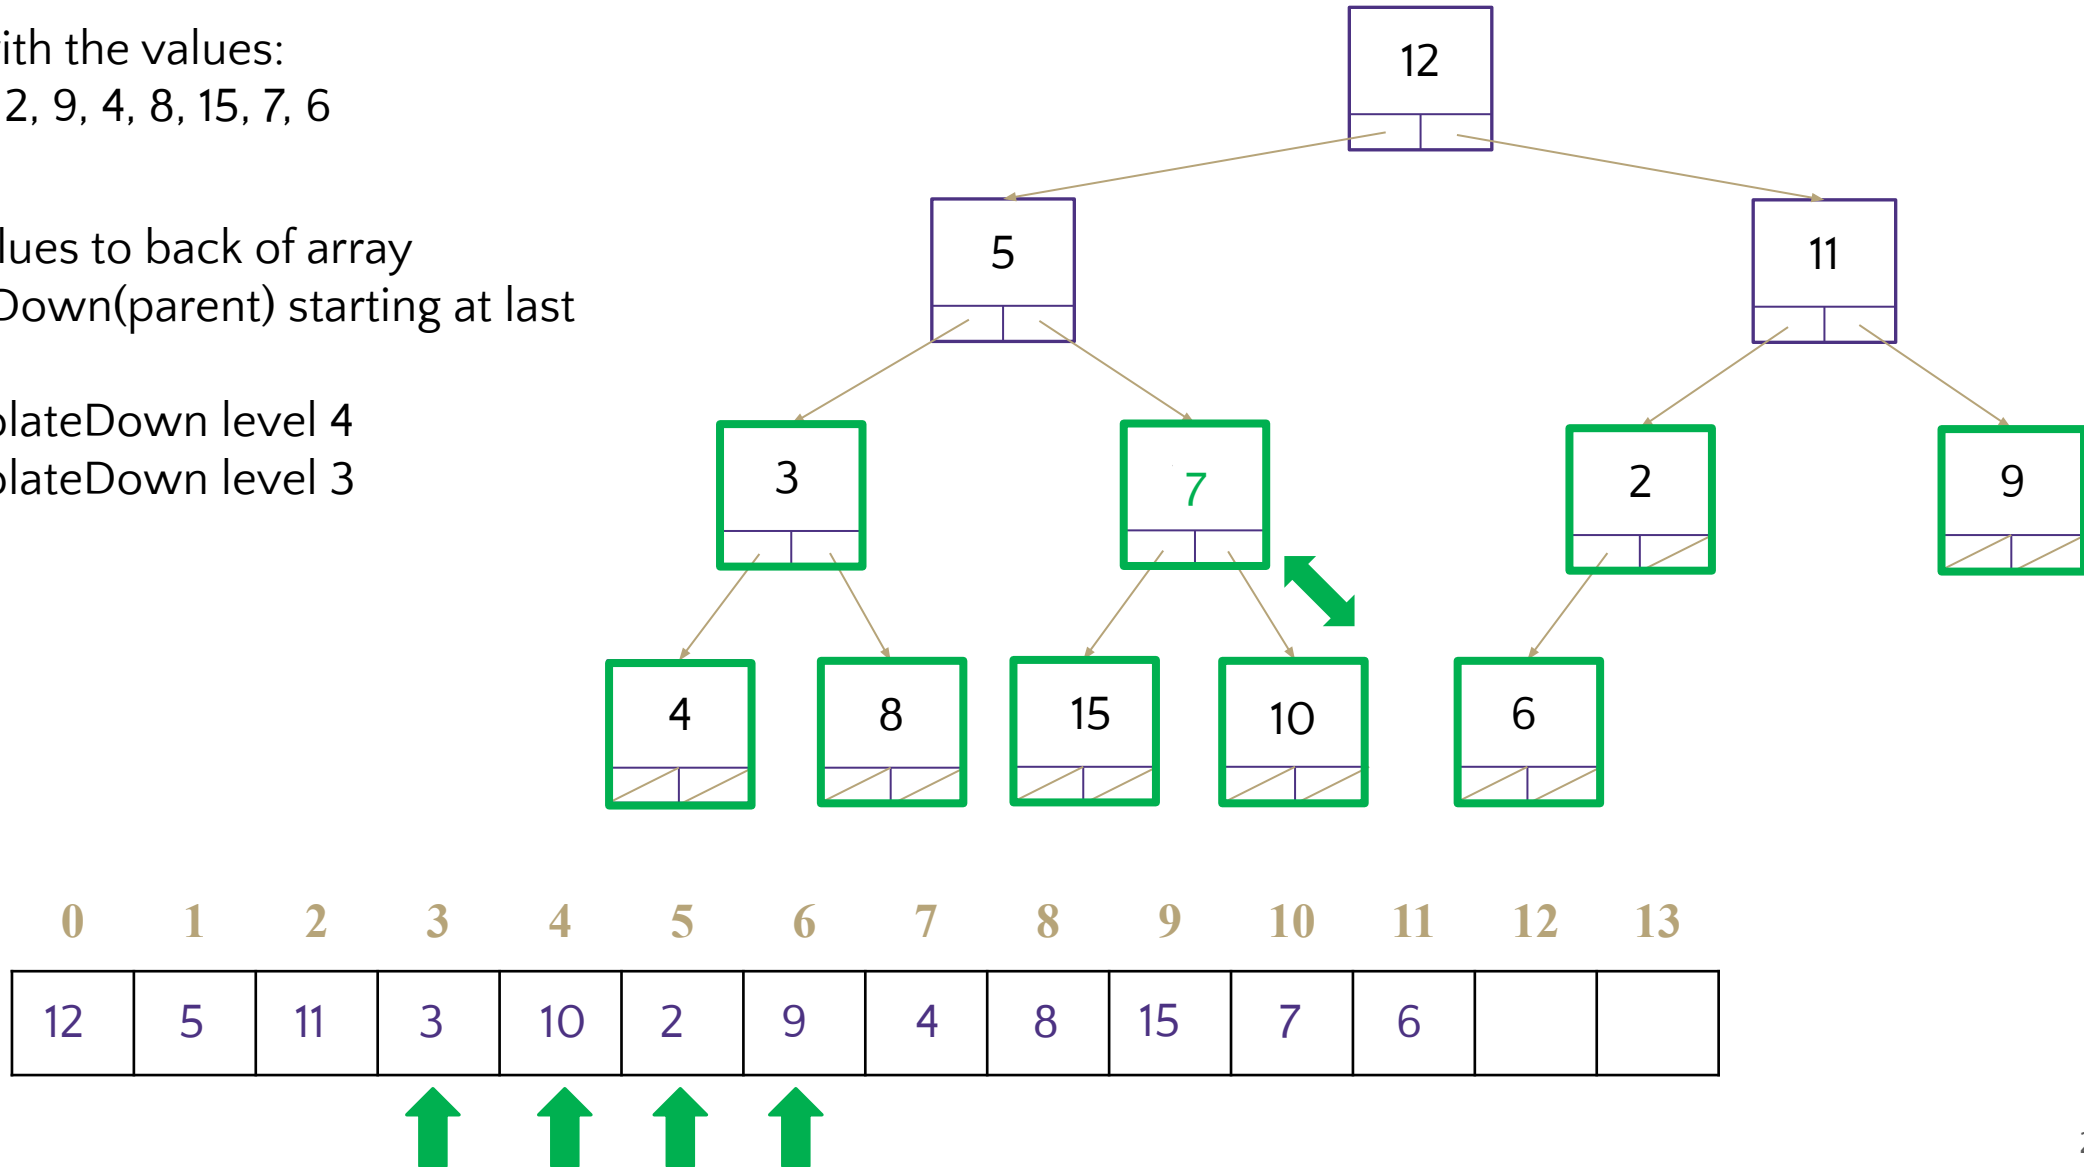 ith the values:
2, 9, 4, 8, 15, 7, 6
lues to back of array
Down(parent) starting at last
olateDown level 4
olateDown level 3
12
5 11
3 7 2 9
4 8 15 10 6
0 1 2 3 4 5 6 7 8 9 10 11 12 13
12 5 11 3 10 2 9 4 8 15 7 6